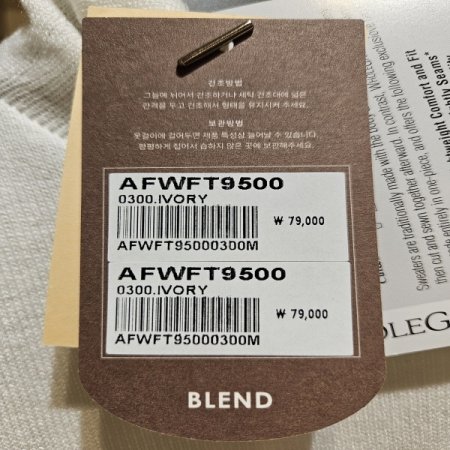 건조방법
그늘에 뉘어서 건조하거나 세탁 건조대에 넓은
간격을 두고 건조해서 형태를 유지시켜 주세요.
보관방법
옷걸이에 걸어두면 제품 특성상 늘어날 수 있습니다.
편평하게 접어서 습하지 않은 곳에 보관해주세요.
AFWFT9500
0300.IVORY
₩ 79,000
AFWFT95000300M
AFWFT9500
0300.IVORY
₩ 79,000
AFWFT95000300M
BLEND
Lightweight Comfort and Fit
Seams*
Sweaters are traditionally made with the body
afterward. In contrast, WHOLEG
then cut and sewn together
entirely in one-piece, and offers the following exclusive
OLEG